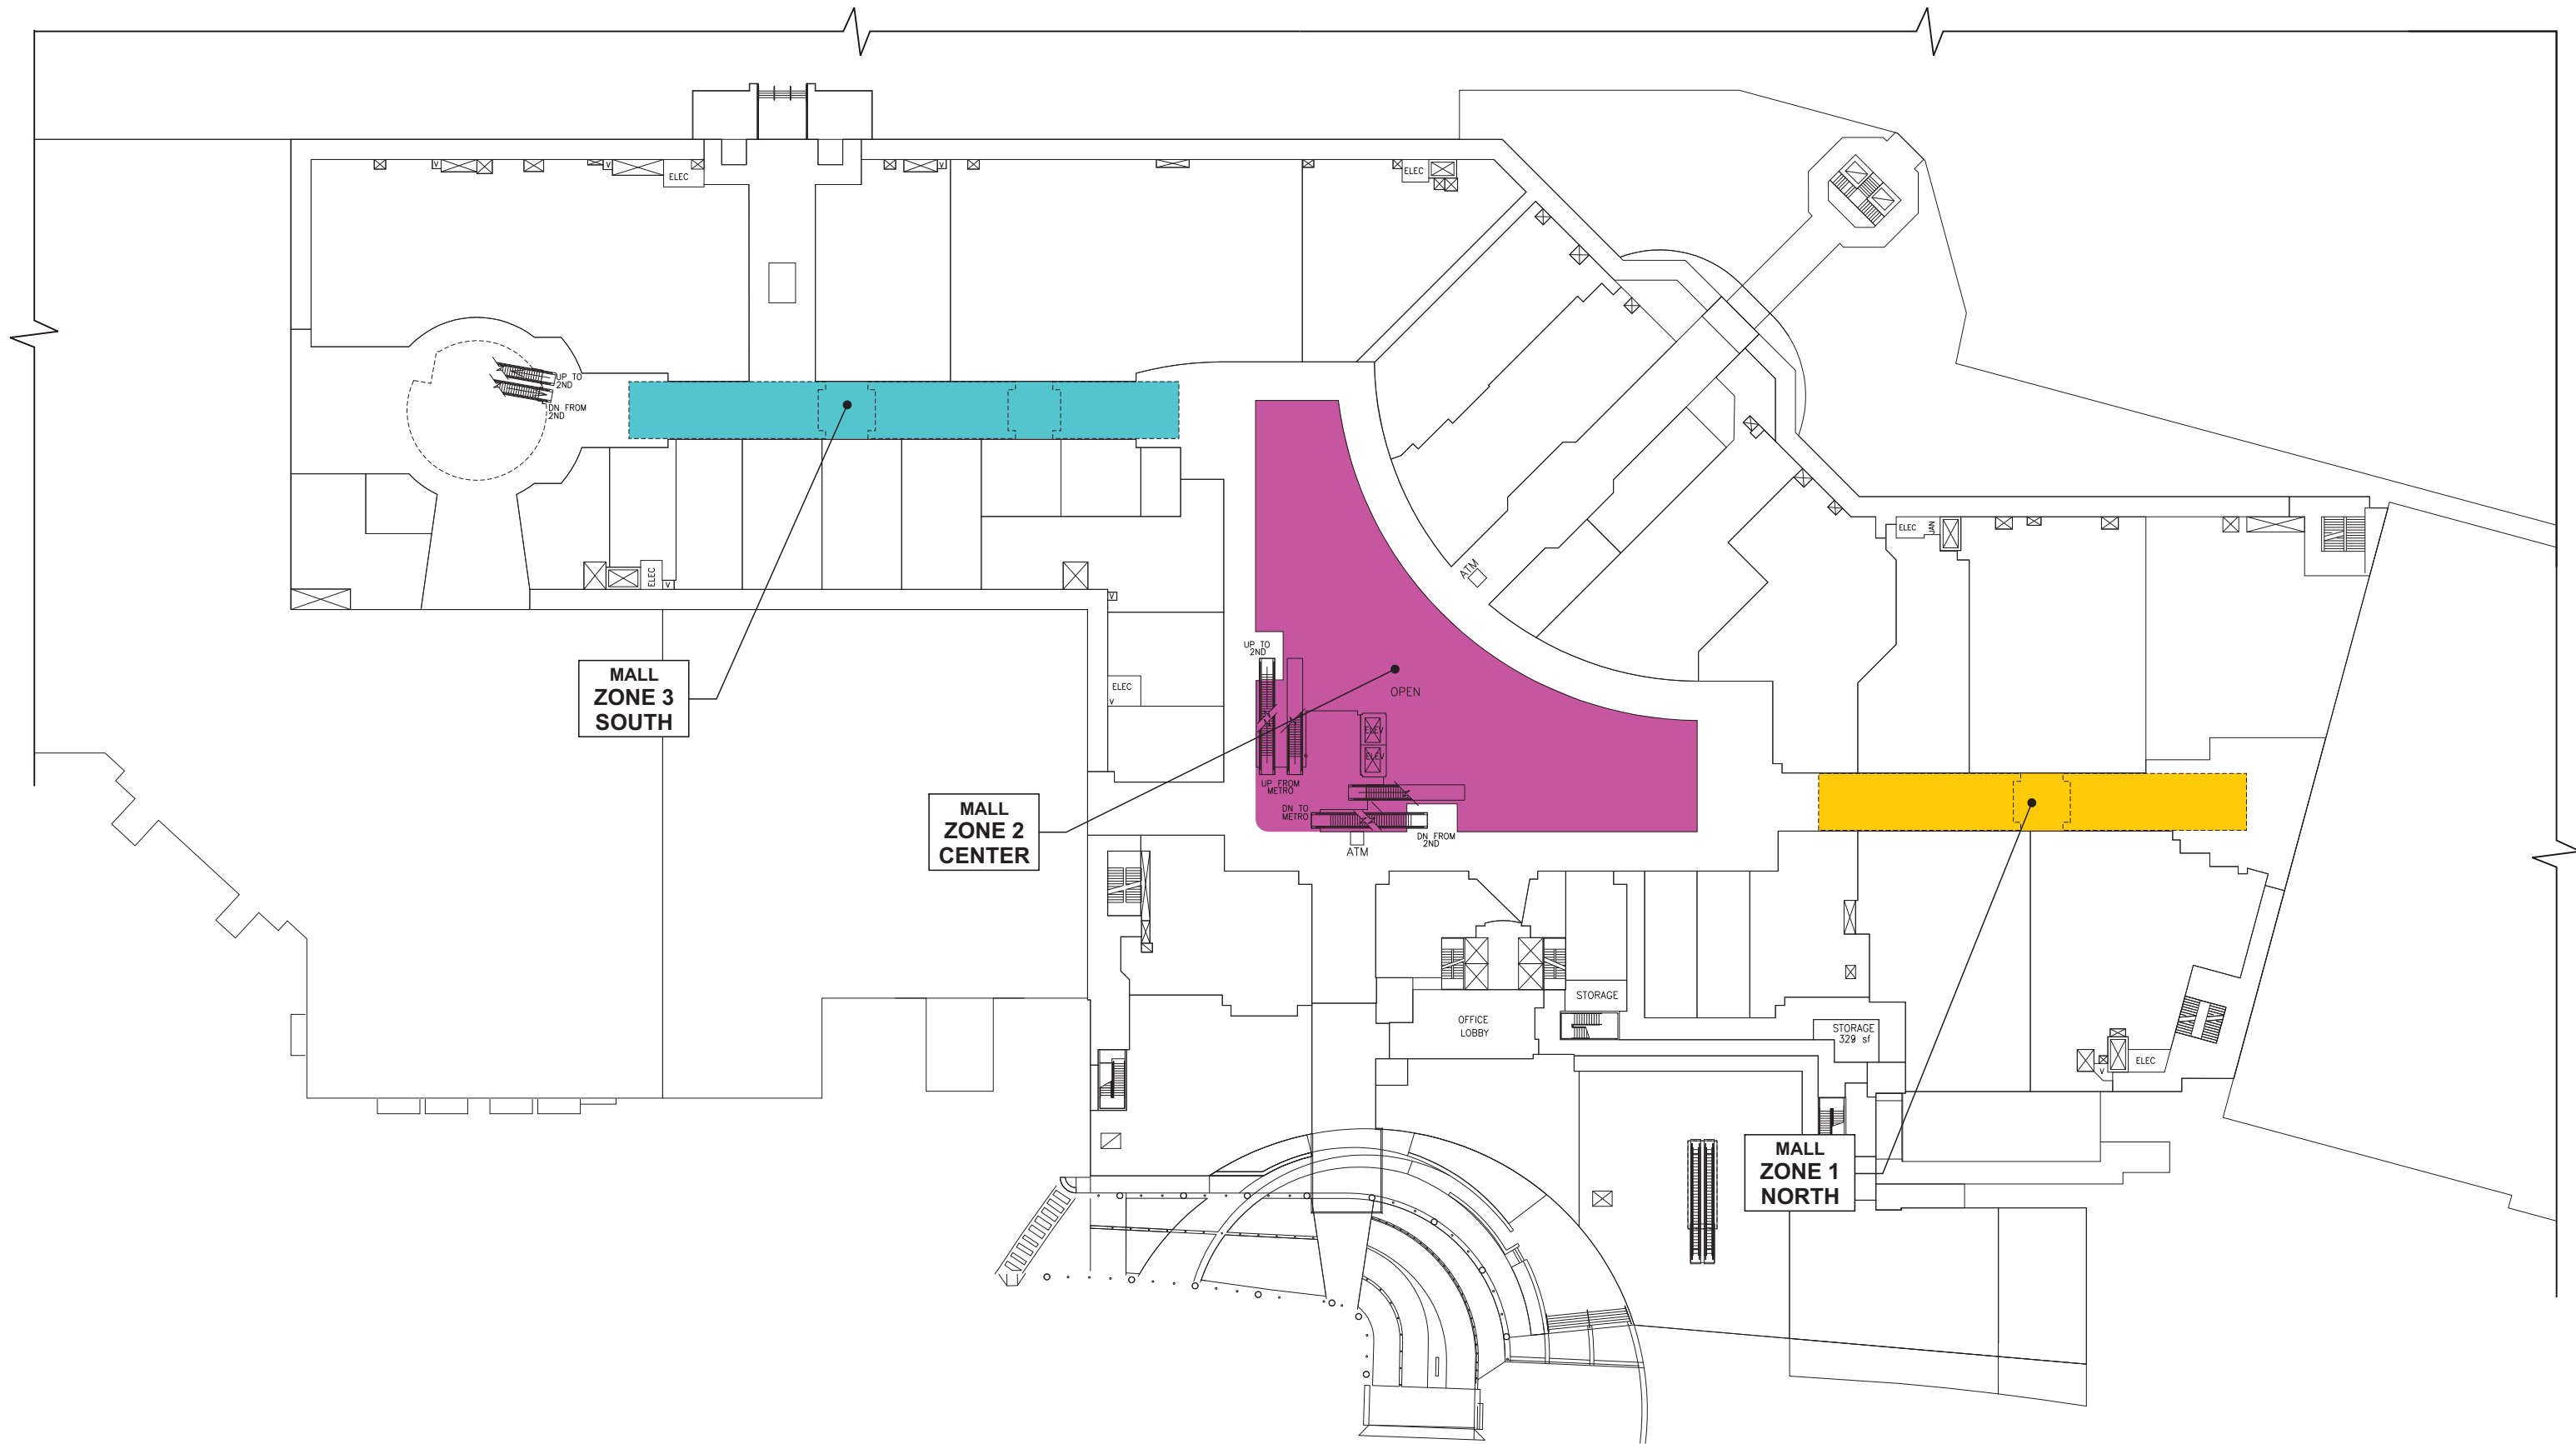 ELEC
V
V
V
ELEC
UP TO
2ND
DN FROM
2ND
ELEC
JAN
ELEC
V
V
ATM
UP TO
2ND
MALL
ZONE 3
SOUTH
ELEC
V
OPEN
ELEV
ELEV
UP FROM
METRO
DN TO
METRO
DN FROM
2ND
ATM
MALL
ZONE 2
CENTER
STORAGE
OFFICE
LOBBY
STORAGE
329 sf
ELEC
V
MALL
ZONE 1
NORTH